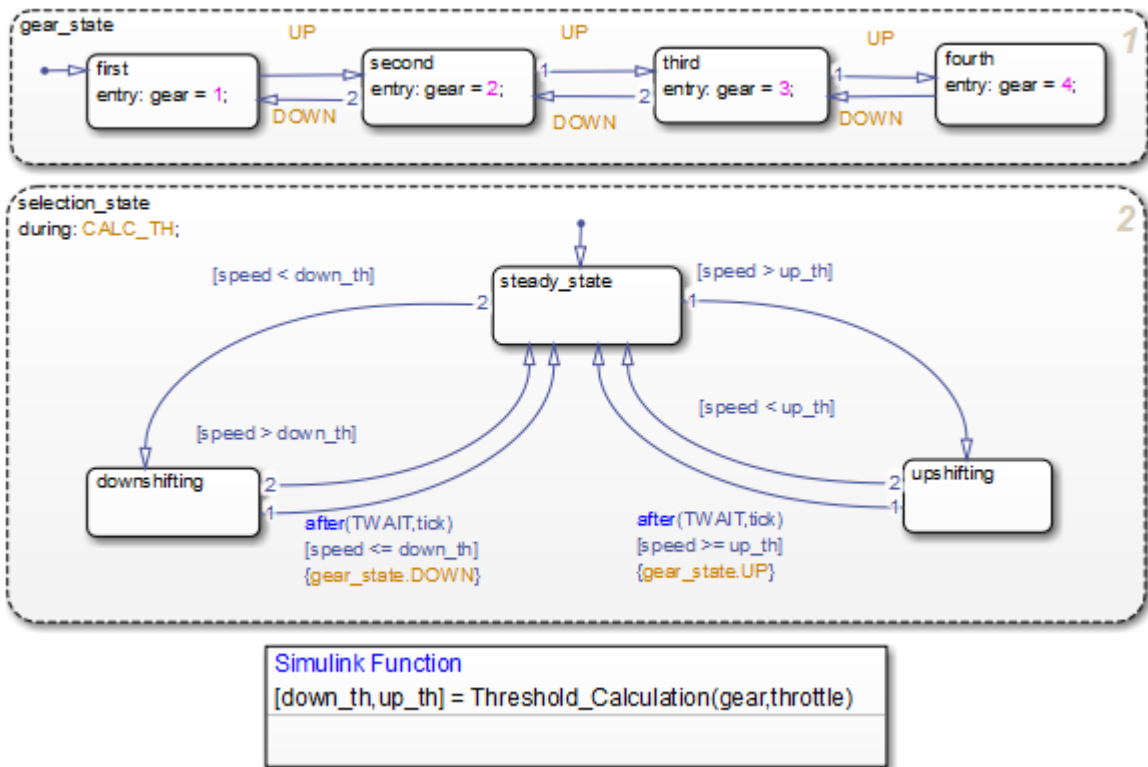 gear_state
1
UP
UP
UP
first
entry: gear = 1;
second
entry: gear = 2;
third
entry: gear = 3;
fourth
entry: gear = 4;
1
2
1
2
1
DOWN
DOWN
DOWN
selection_state
during: CALC_TH;
2
[speed < down_th]
steady_state
[speed > up_th]
2
1
[speed > down_th]
[speed < up_th]
downshifting
upshifting
2
1
2
1
after(TWAIT,tick)
[speed <= down_th]
{gear_state.DOWN}
after(TWAIT,tick)
[speed >= up_th]
{gear_state.UP}
Simulink Function
[down_th,up_th] = Threshold_Calculation(gear,throttle)